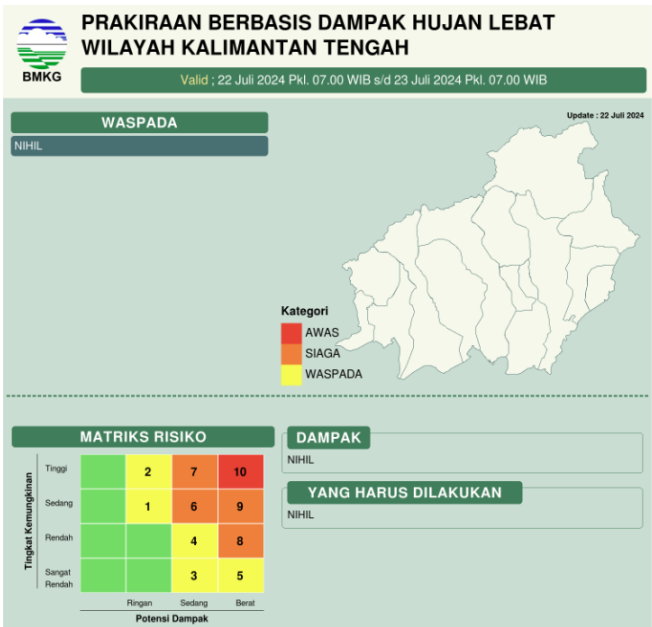 BMKG
PRAKIRAAN BERBASIS DAMPAK HUJAN LEBAT
WILAYAH KALIMANTAN TENGAH
Valid ; 22 Juli 2024 Pkl. 07.00 WIB s/d 23 Juli 2024 Pkl. 07.00 WIB
WASPADA
NIHIL
Update : 22 Juli 2024
Kategori
AWAS
SIAGA
WASPADA
MATRIKS RISIKO
Tingkat Kemungkinan
Tinggi 2 7 10
Sedang 1 6 9
Rendah 4 8
Sangat
Rendah 3 5
Ringan Sedang Berat
Potensi Dampak
DAMPAK
NIHIL
YANG HARUS DILAKUKAN
NIHIL